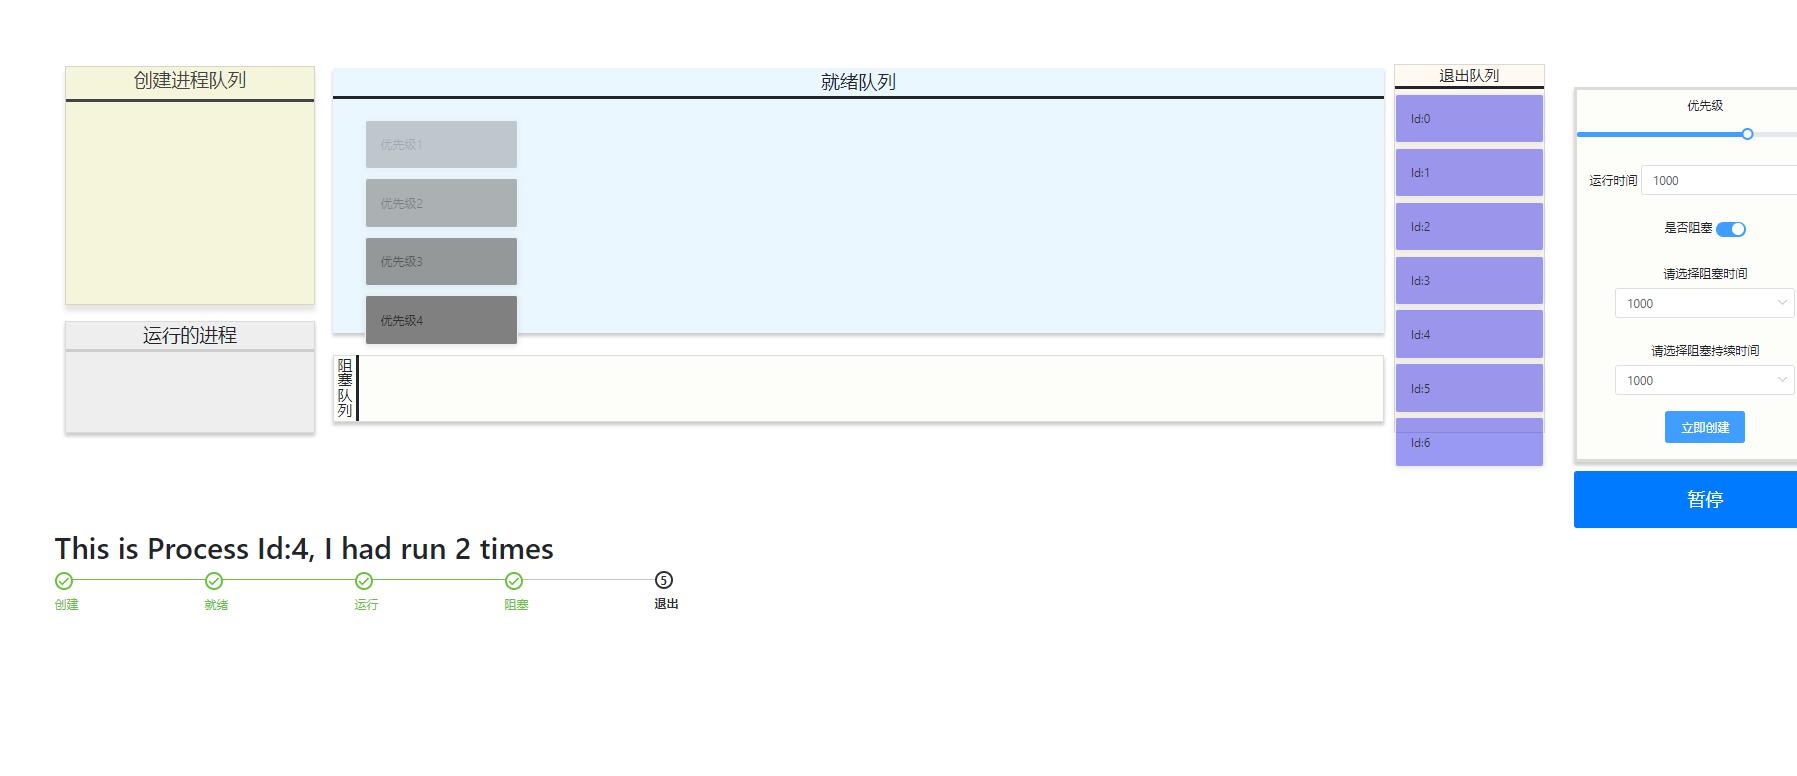 创建进程队列
就绪队列
优先级1
优先级2
优先级3
优先级4
运行的进程
阻塞队列
退出队列
Id:0
Id:1
Id:2
Id:3
Id:4
Id:5
Id:6
优先级
运行时间 1000
是否阻塞
请选择阻塞时间
1000
请选择阻塞持续时间
1000
立即创建
暂停
This is Process Id:4, I had run 2 times
5
创建 就绪 运行 阻塞 退出